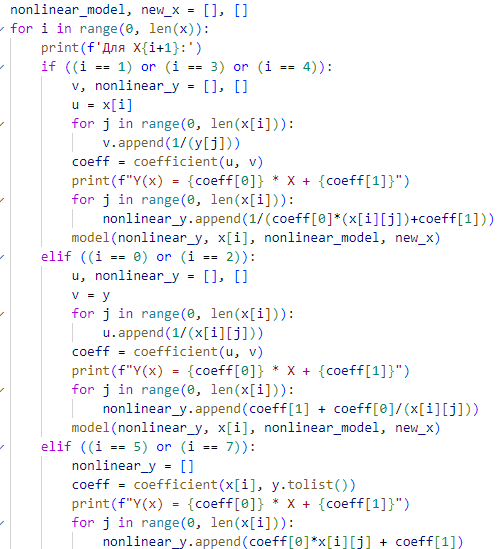 nonlinear_model, new_x = [], []
for i in range(0, len(x)):
    print(f'Для X{i+1}:')
    if ((i == 1) or (i == 3) or (i == 4)):
        v, nonlinear_y = [], []
        u = x[i]
        for j in range(0, len(x[i])):
            v.append(1/(y[j]))
        coeff = coefficient(u, v)
        print(f"Y(x) = {coeff[0]} * X + {coeff[1]}")
        for j in range(0, len(x[i])):
            nonlinear_y.append(1/(coeff[0]*(x[i][j])+coeff[1]))
        model(nonlinear_y, x[i], nonlinear_model, new_x)
    elif ((i == 0) or (i == 2)):
        u, nonlinear_y = [], []
        v = y
        for j in range(0, len(x[i])):
            u.append(1/(x[i][j]))
        coeff = coefficient(u, v)
        print(f"Y(x) = {coeff[0]} * X + {coeff[1]}")
        for j in range(0, len(x[i])):
            nonlinear_y.append(coeff[1] + coeff[0]/(x[i][j]))
        model(nonlinear_y, x[i], nonlinear_model, new_x)
    elif ((i == 5) or (i == 7)):
        nonlinear_y = []
        coeff = coefficient(x[i], y.tolist())
        print(f"Y(x) = {coeff[0]} * X + {coeff[1]}")
        for j in range(0, len(x[i])):
            nonlinear_y.append(coeff[0]*x[i][j] + coeff[1])